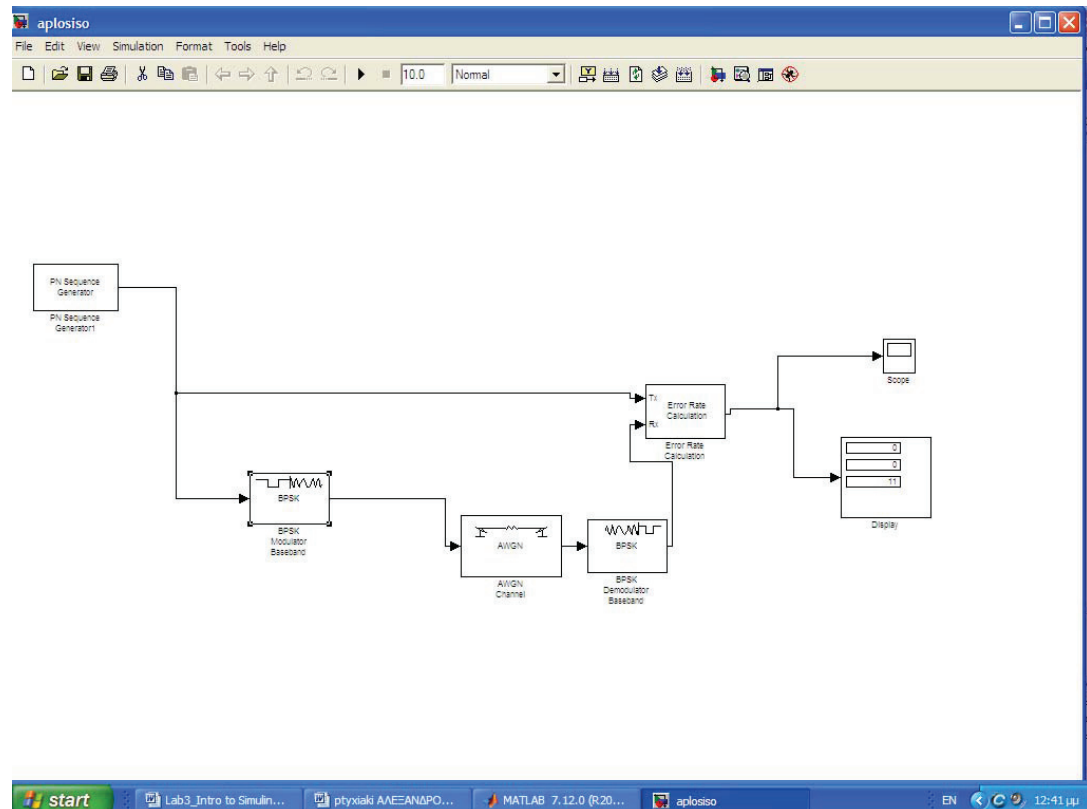 aplosiso
File Edit View Simulation Format Tools Help
10.0 Normal
PN Sequence
Generator
PN Sequence
Generator1
Scope
Tx
Rx
Error Rate
Calculation
Error Rate
Calculation
0
0
11
Display
BPSK
BPSK
Modulator
Baseband
AWGN
AWGN
Channel
BPSK
BPSK
Demodulator
Baseband
start
Lab3_Intro to Simulin...
ptyxiaki ΑΛΕΞΑΝΔΡΟ...
MATLAB 7.12.0 (R20...
aplosiso
EN
12:41 μμ